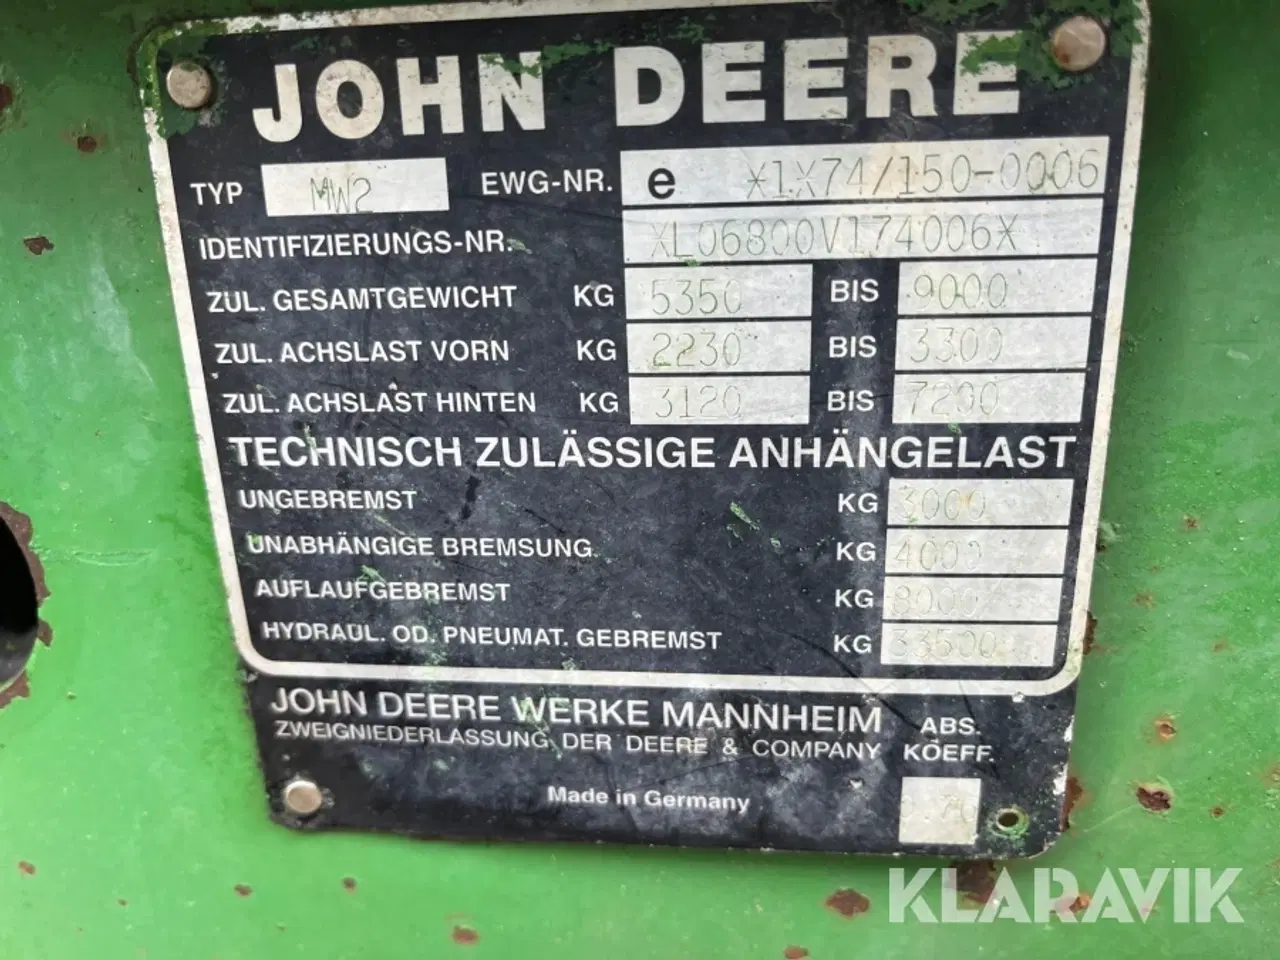 JOHN DEERE
TYP MW2 EWG-NR. e *1X74/150-0006
IDENTIFIZIERUNGS-NR. XL06800V174006X
ZUL. GESAMTGEWICHT KG 5350 BIS 9000
ZUL. ACHSLAST VORN KG 2230 BIS 3300
ZUL. ACHSLAST HINTEN KG 3120 BIS 7200
TECHNISCH ZULÄSSIGE ANHÄNGELAST
UNGEBREMST KG 3000
UNABHÄNGIGE BREMSUNG KG 4000
AUFLAUFGEBREMST KG 8000
HYDRAUL. OD. PNEUMAT. GEBREMST KG 33500
JOHN DEERE WERKE MANNHEIM ABS.
ZWEIGNIEDERLASSUNG DER DEERE & COMPANY KOEFF.
Made in Germany
KLARAVIK